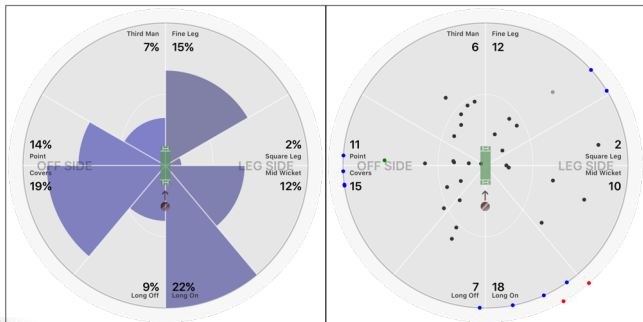 Third Man Fine Leg
7% 15%
14%
Point
OFF SIDE
Covers
19%
2%
Square Leg
LEG SIDE
Mid Wicket
12%
9% 22%
Long Off Long On
Third Man Fine Leg
6 12
11
Point
OFF SIDE
Covers
15
2
Square Leg
LEG SIDE
Mid Wicket
10
7 18
Long Off Long On